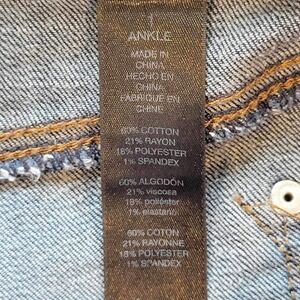 1
ANKLE
MADE IN
CHINA
HECHO EN
CHINA
FABRIQUE EN
CHINE
60% COTTON
21% RAYON
18% POLYESTER
1% SPANDEX
60% ALGODÓN
21% viscosa
18% poliéster
1% elastano
60% COTON
21% RAYONNE
18% POLYESTER
1% SPANDEX